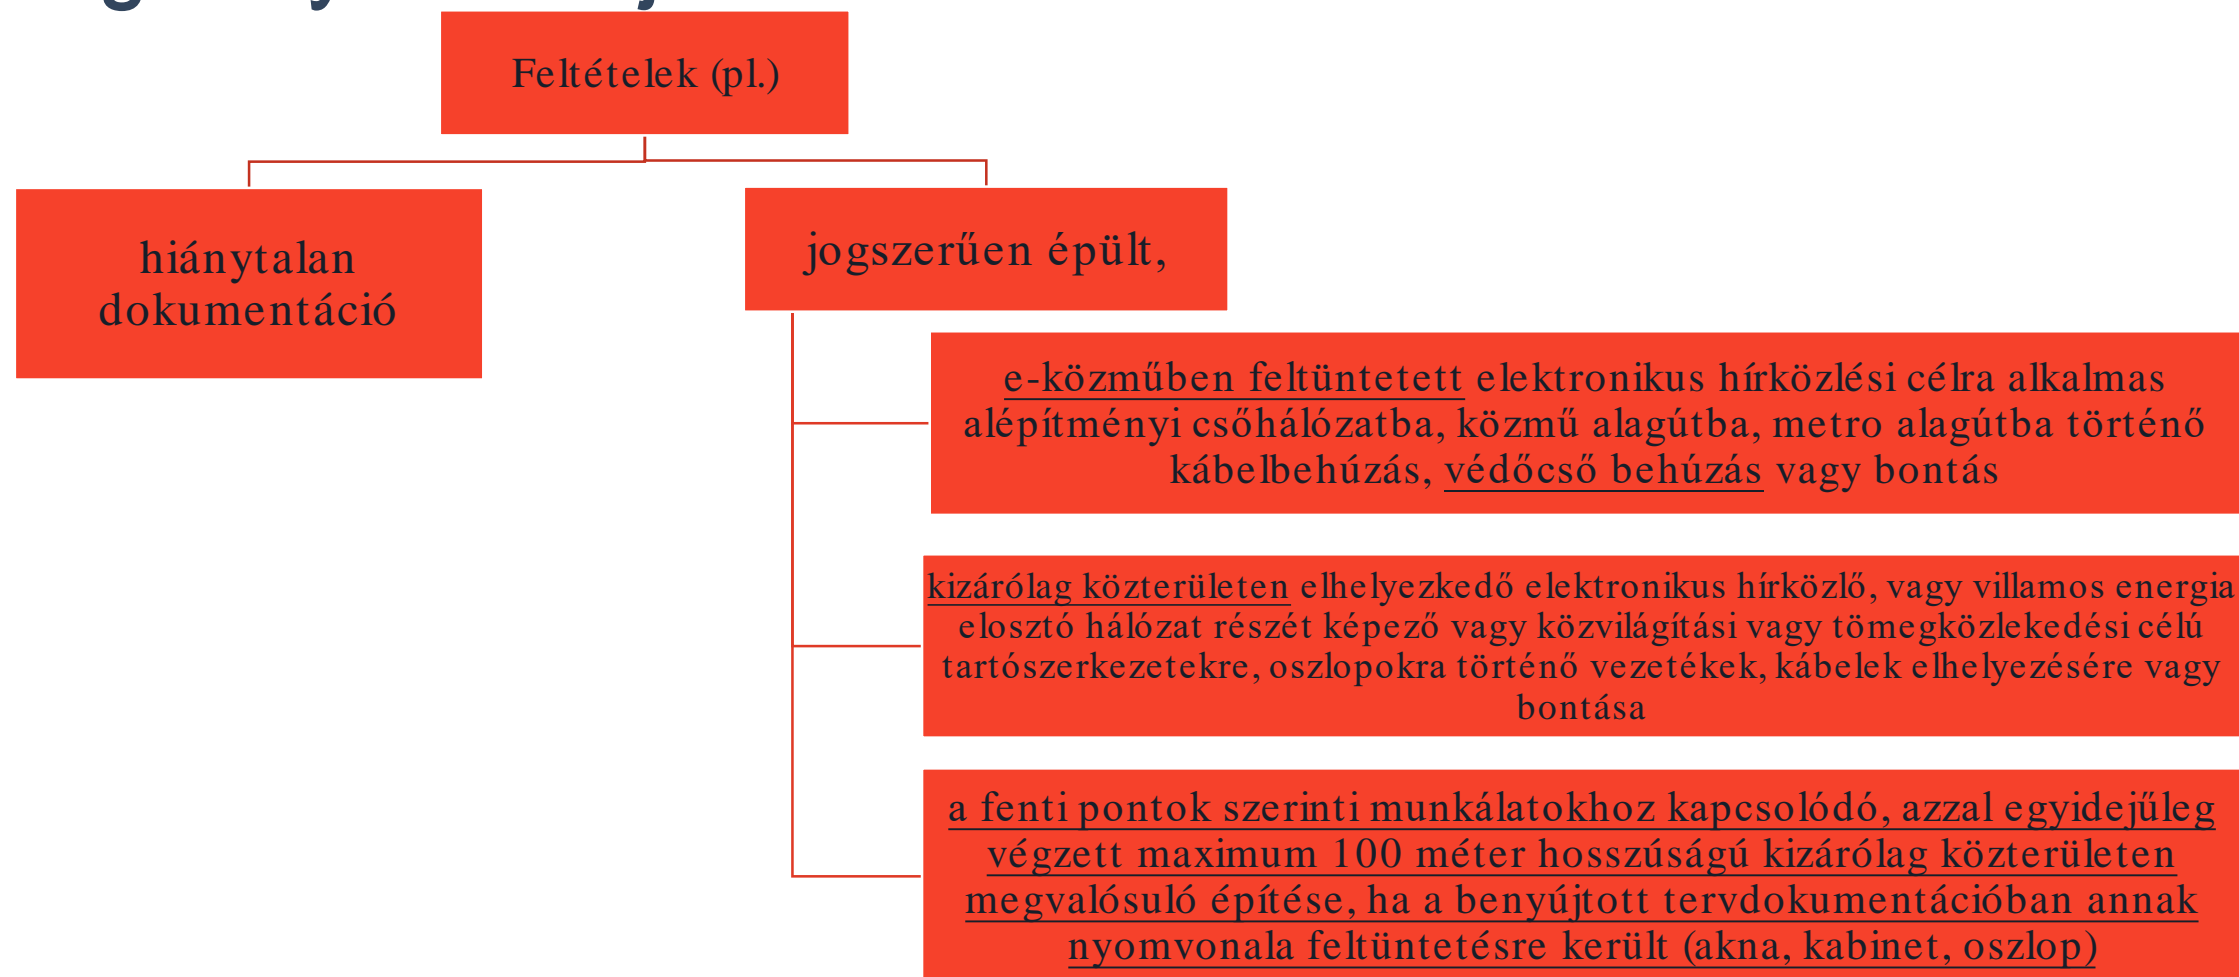 Feltételek (pl.)
hiánytalan
dokumentáció
jogszerűen épült,
e-közműben feltüntetett elektronikus hírközlési célra alkalmas
alépítményi csőhálózatba, közmű alagútba, metro alagútba történő
kábelbehúzás, védőcső behúzás vagy bontás
kizárólag közterületen elhelyezkedő elektronikus hírközlő, vagy villamos energia
elosztó hálózat részét képező vagy közvilágítási vagy tömegközlekedési célú
tartószerkezetekre, oszlopokra történő vezetékek, kábelek elhelyezésére vagy
bontása
a fenti pontok szerinti munkálatokhoz kapcsolódó, azzal egyidejűleg
végzett maximum 100 méter hosszúságú kizárólag közterületen
megvalósuló építése, ha a benyújtott tervdokumentációban annak
nyomvonala feltüntetésre került (akna, kabinet, oszlop)